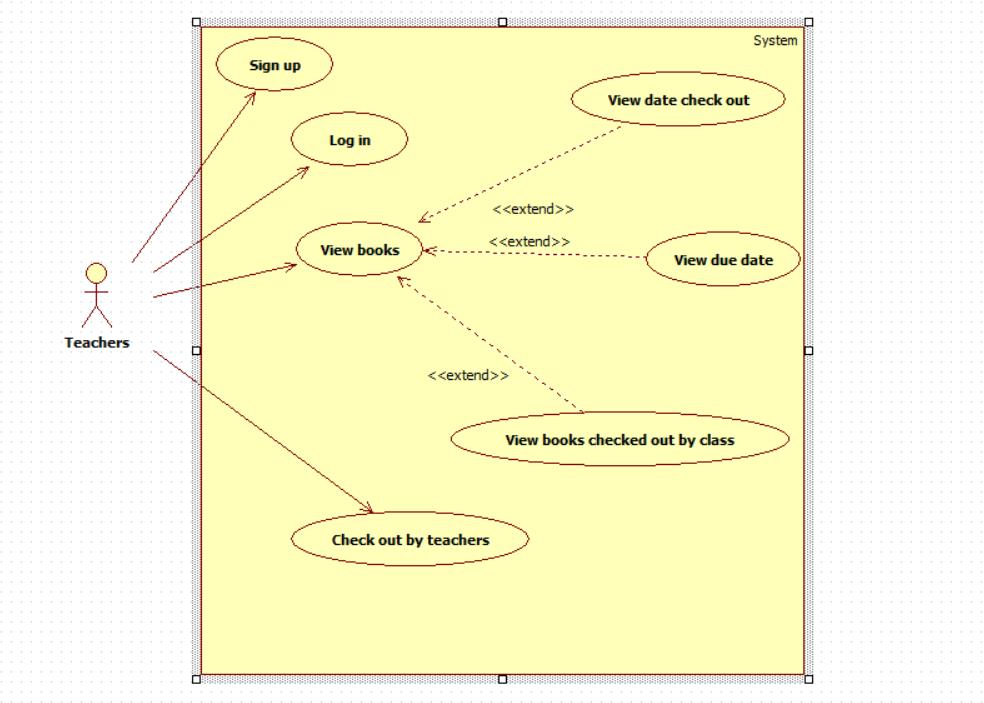 System
Sign up
View date check out
Log in
<<extend>>
<<extend>>
View books
View due date
Teachers
<<extend>>
View books checked out by class
Check out by teachers